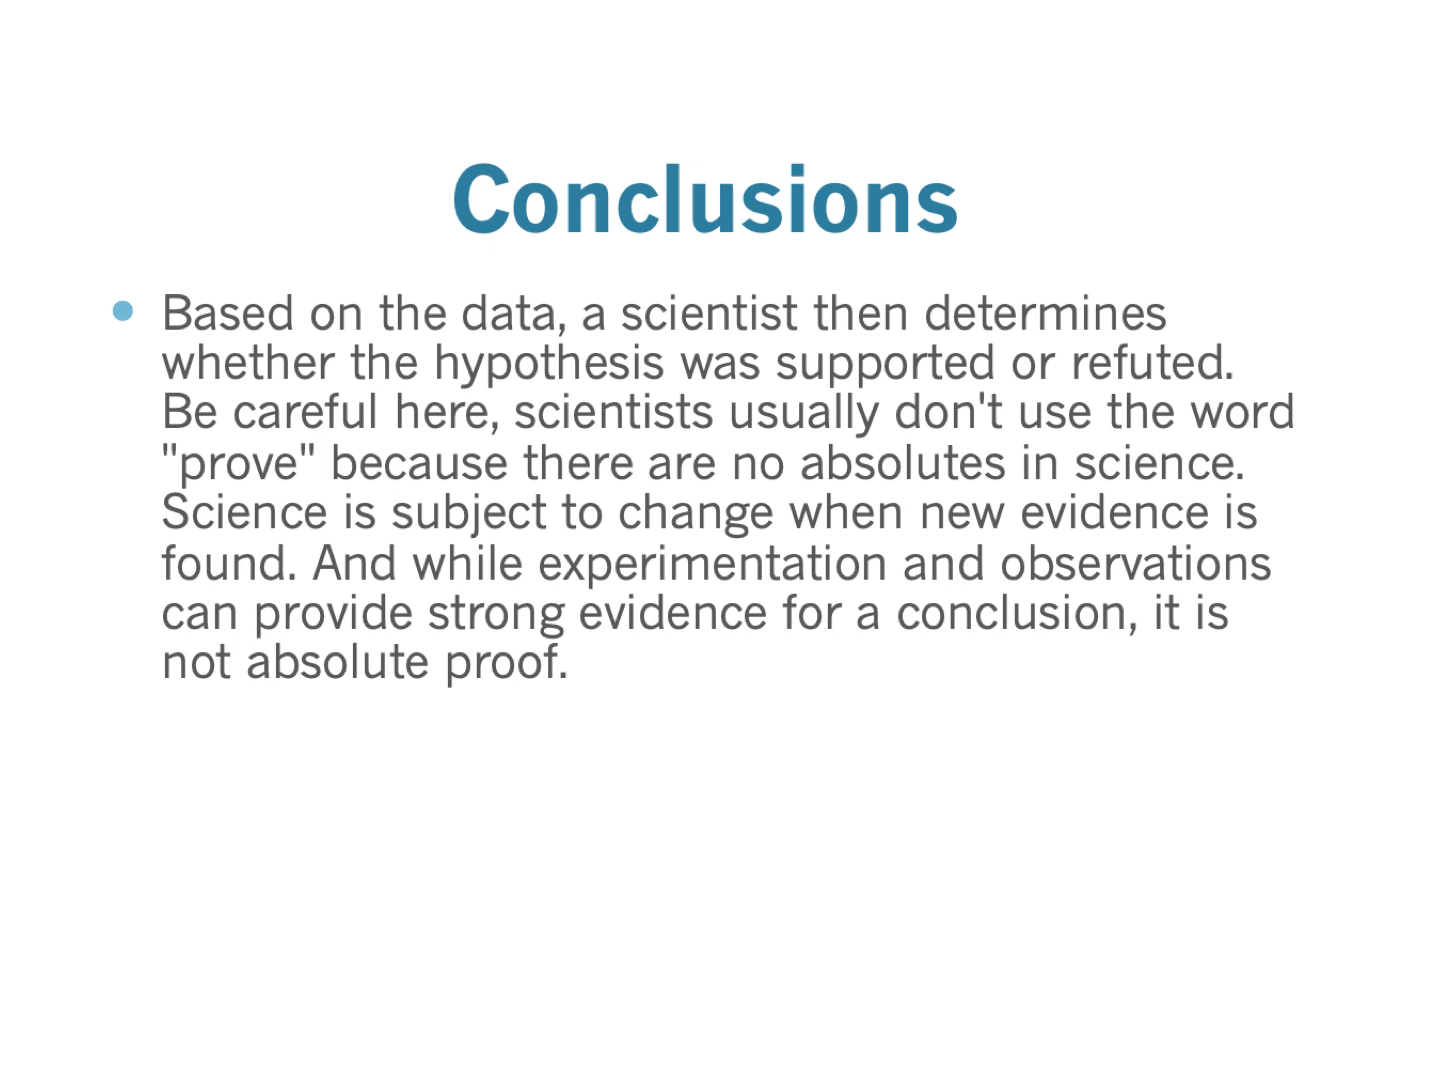 Conclusions
Based on the data, a scientist then determines
whether the hypothesis was supported or refuted.
Be careful here, scientists usually don't use the word
"prove" because there are no absolutes in science.
Science is subject to change when new evidence is
found. And while experimentation and observations
can provide strong evidence for a conclusion, it is
not absolute proof.